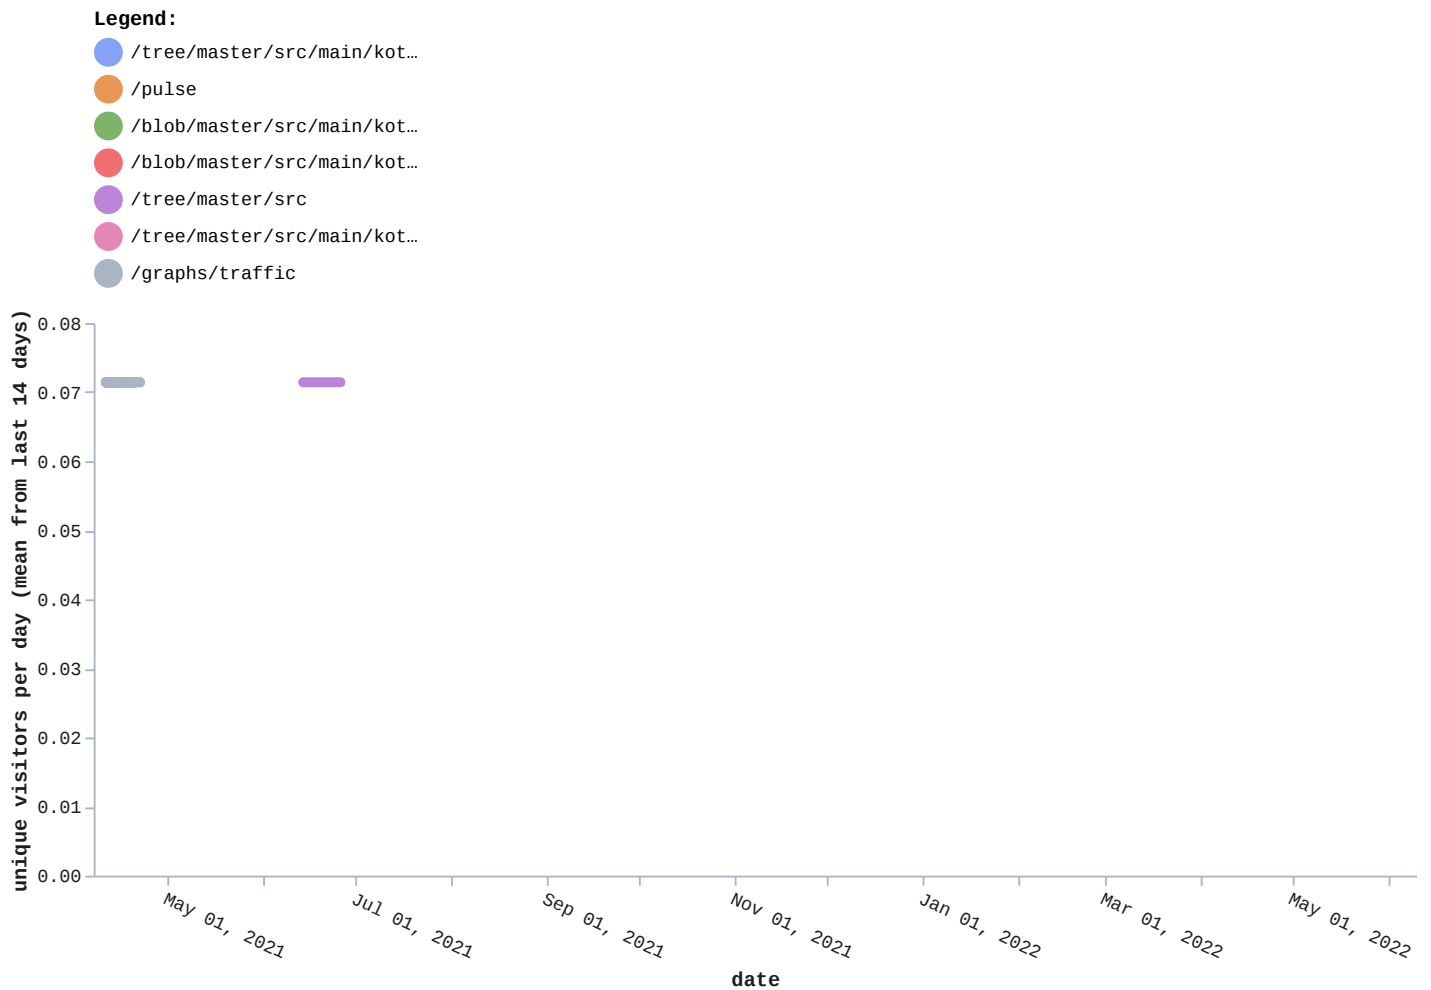 Legend:
/tree/master/src/main/kot…
/pulse
/blob/master/src/main/kot…
/blob/master/src/main/kot…
/tree/master/src
/tree/master/src/main/kot…
/graphs/traffic
unique visitors per day (mean from last 14 days)
0.08
0.07
0.06
0.05
0.04
0.03
0.02
0.01
0.00
May 01, 2021
Jul 01, 2021
Sep 01, 2021
Nov 01, 2021
Jan 01, 2022
Mar 01, 2022
May 01, 2022
date